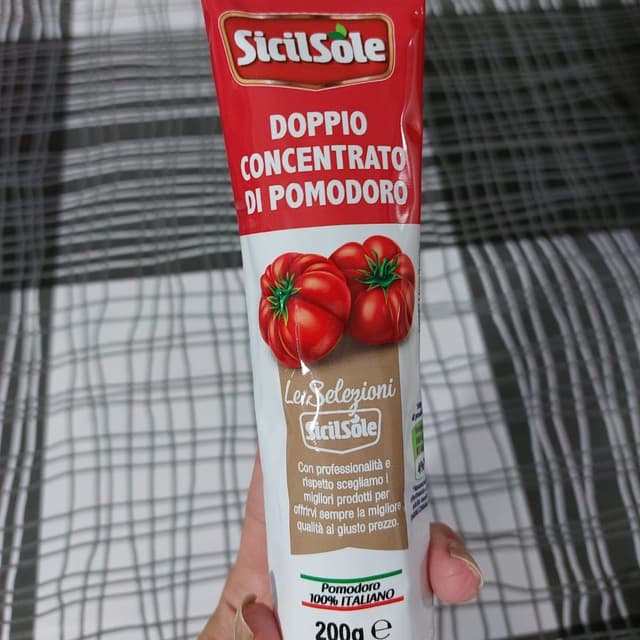 SicilSole
DOPPIO
CONCENTRATO
DI POMODORO
Le Selezioni
SicilSole
Con professionalità e
rispetto scegliamo i
migliori prodotti per
offrirvi sempre la migliore
qualità al giusto prezzo.
Pomodoro
100% ITALIANO
200g e